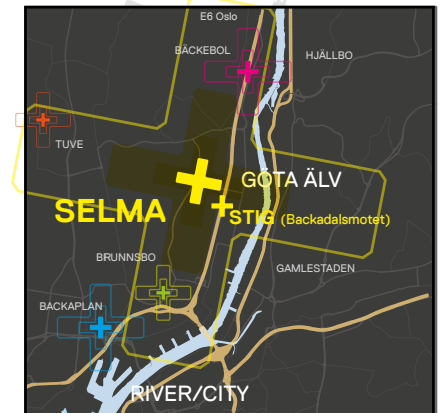 E6 Oslo
BÄCKEBOL
HJÄLLBO
TUVE
GÖTA ÄLV
SELMA
STIG (Backadalsmotet)
BRUNNSBO
GAMLESTADEN
BACKAPLAN
RIVER/CITY